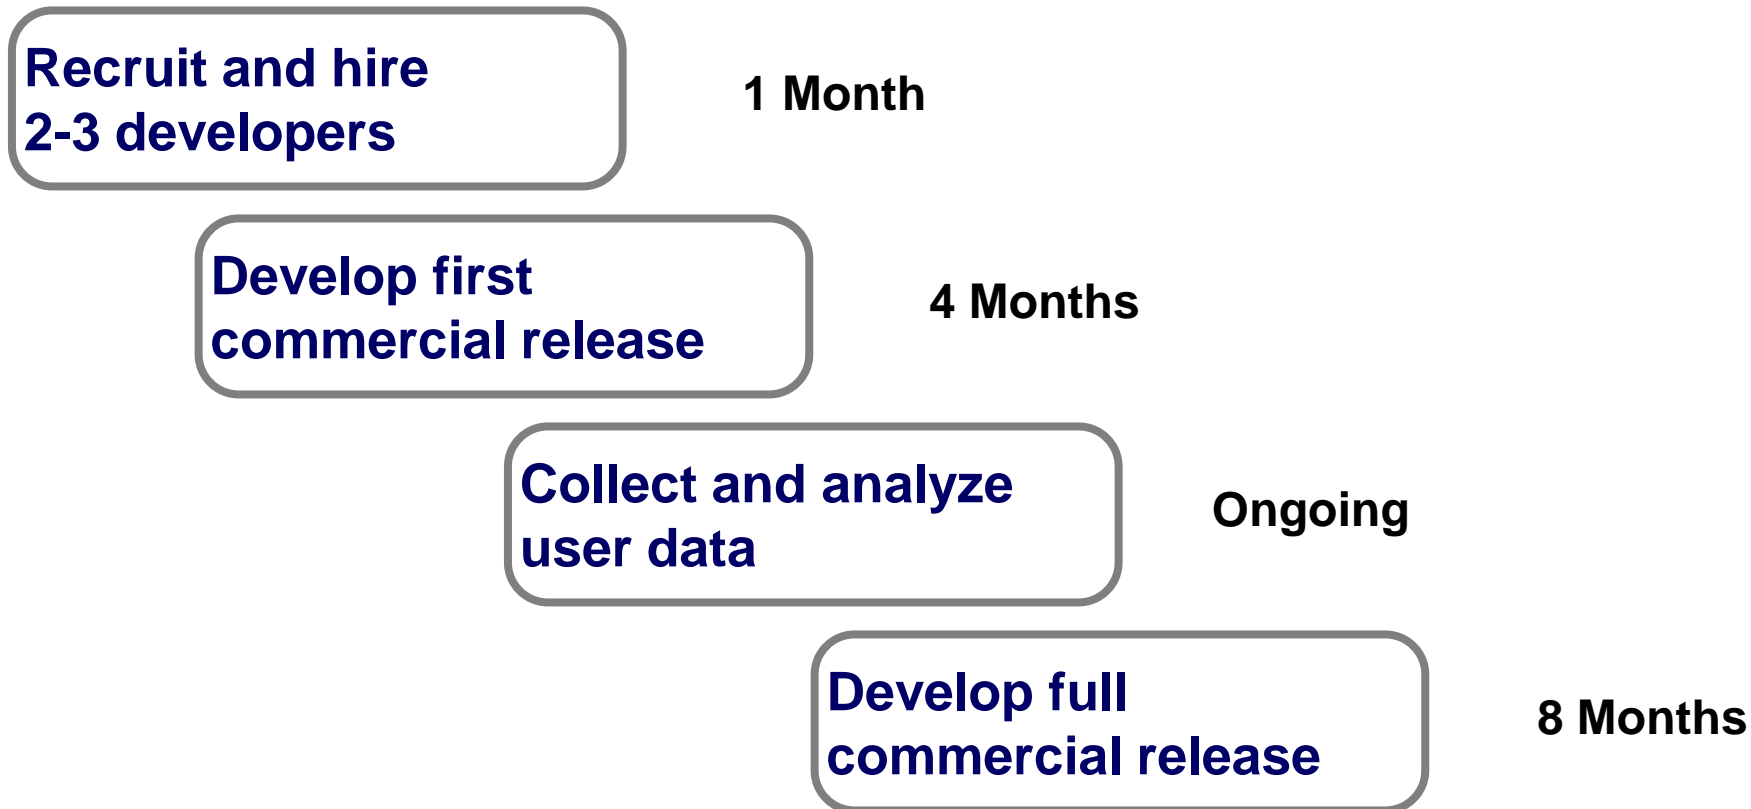 Recruit and hire
2-3 developers
1 Month
Develop first
commercial release
4 Months
Collect and analyze
user data
Ongoing
Develop full
commercial release
8 Months